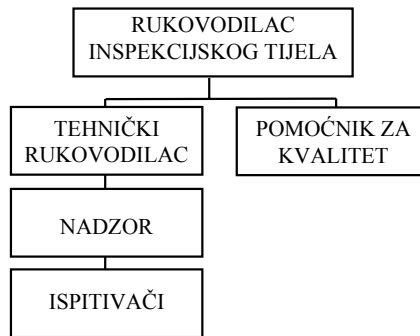 RUKOVODILAC
INSPEKCIJSKOG TIJELA
TEHNIČKI
RUKOVODILAC
POMOĆNIK ZA
KVALITET
NADZOR
ISPITIVAČI